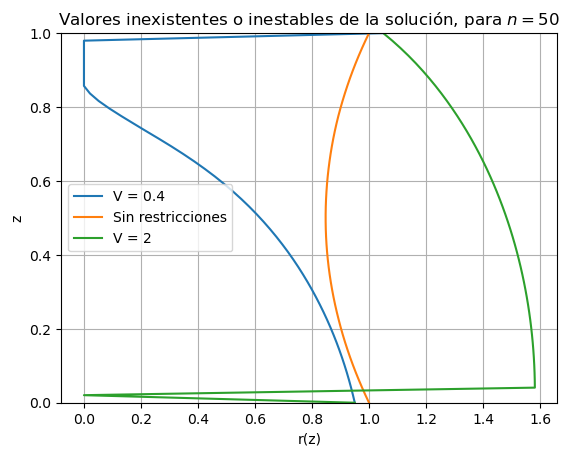 Valores inexistentes o inestables de la solución, para n = 50
1.0
0.8
0.6
0.4
0.2
0.0
z
V = 0.4
Sin restricciones
V = 2
0.0 0.2 0.4 0.6 0.8 1.0 1.2 1.4 1.6
r(z)